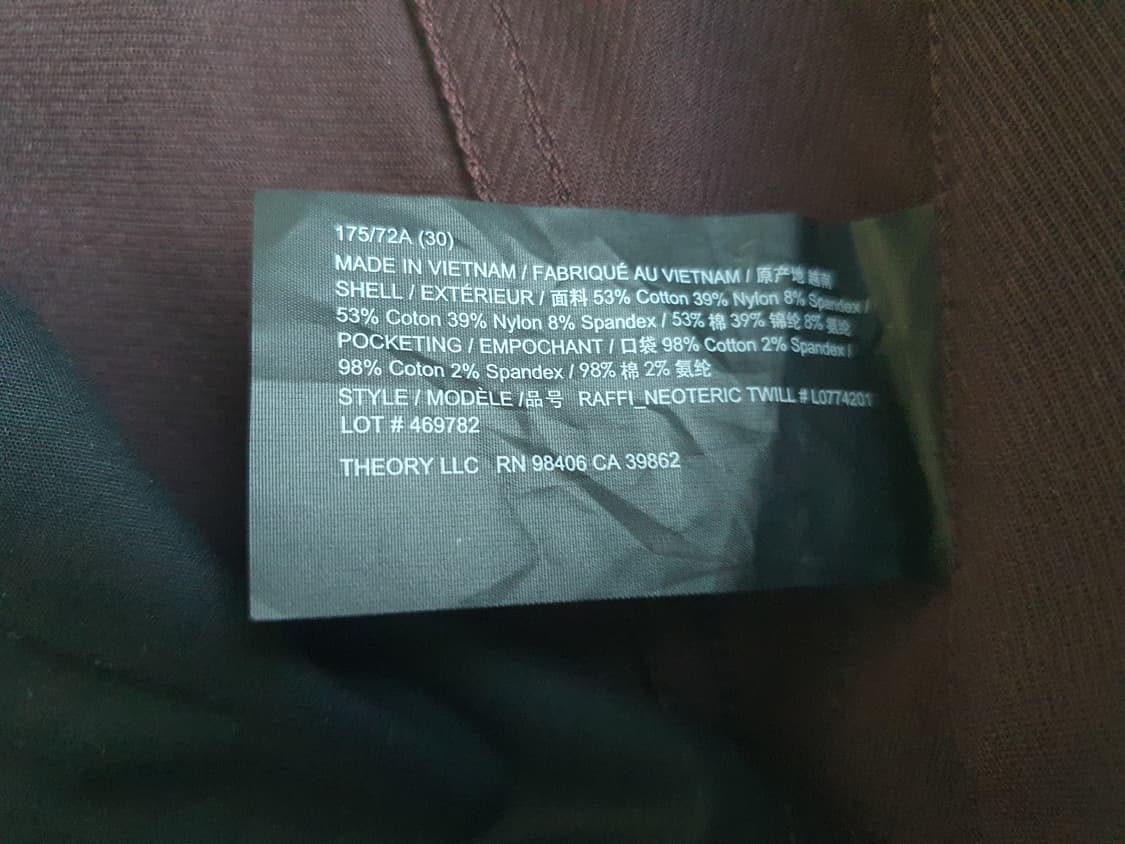 175/72A (30)
MADE IN VIETNAM / FABRIQUÉ AU VIETNAM / 原产地 越南
SHELL / EXTÉRIEUR / 面料 53% Cotton 39% Nylon 8% Spandex /
53% Coton 39% Nylon 8% Spandex / 53% 棉 39% 锦纶 8% 氨纶
POCKETING / EMPOCHANT / 口袋 98% Cotton 2% Spandex /
98% Coton 2% Spandex / 98% 棉 2% 氨纶
STYLE / MODÈLE /品号 RAFFI_NEOTERIC TWILL # L0774201
LOT # 469782
THEORY LLC RN 98406 CA 39862